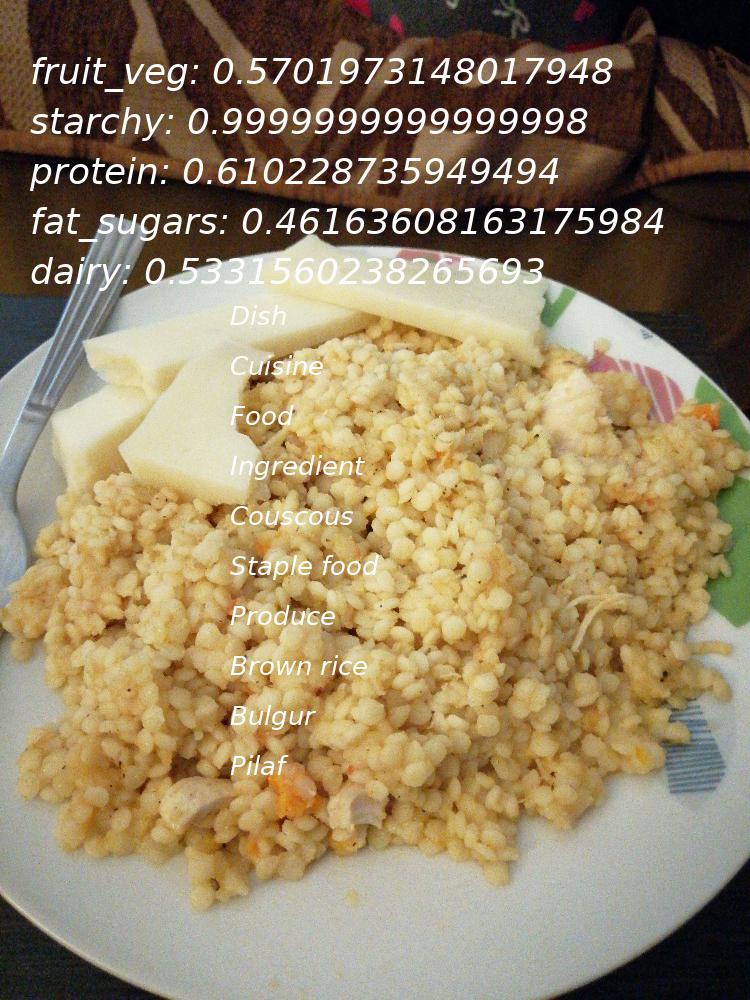 fruit_veg: 0.5701973148017948
starchy: 0.9999999999999998
protein: 0.610228735949494
fat_sugars: 0.46163608163175984
dairy: 0.5331560238265693
Dish
Cuisine
Food
Ingredient
Couscous
Staple food
Produce
Brown rice
Bulgur
Pilaf